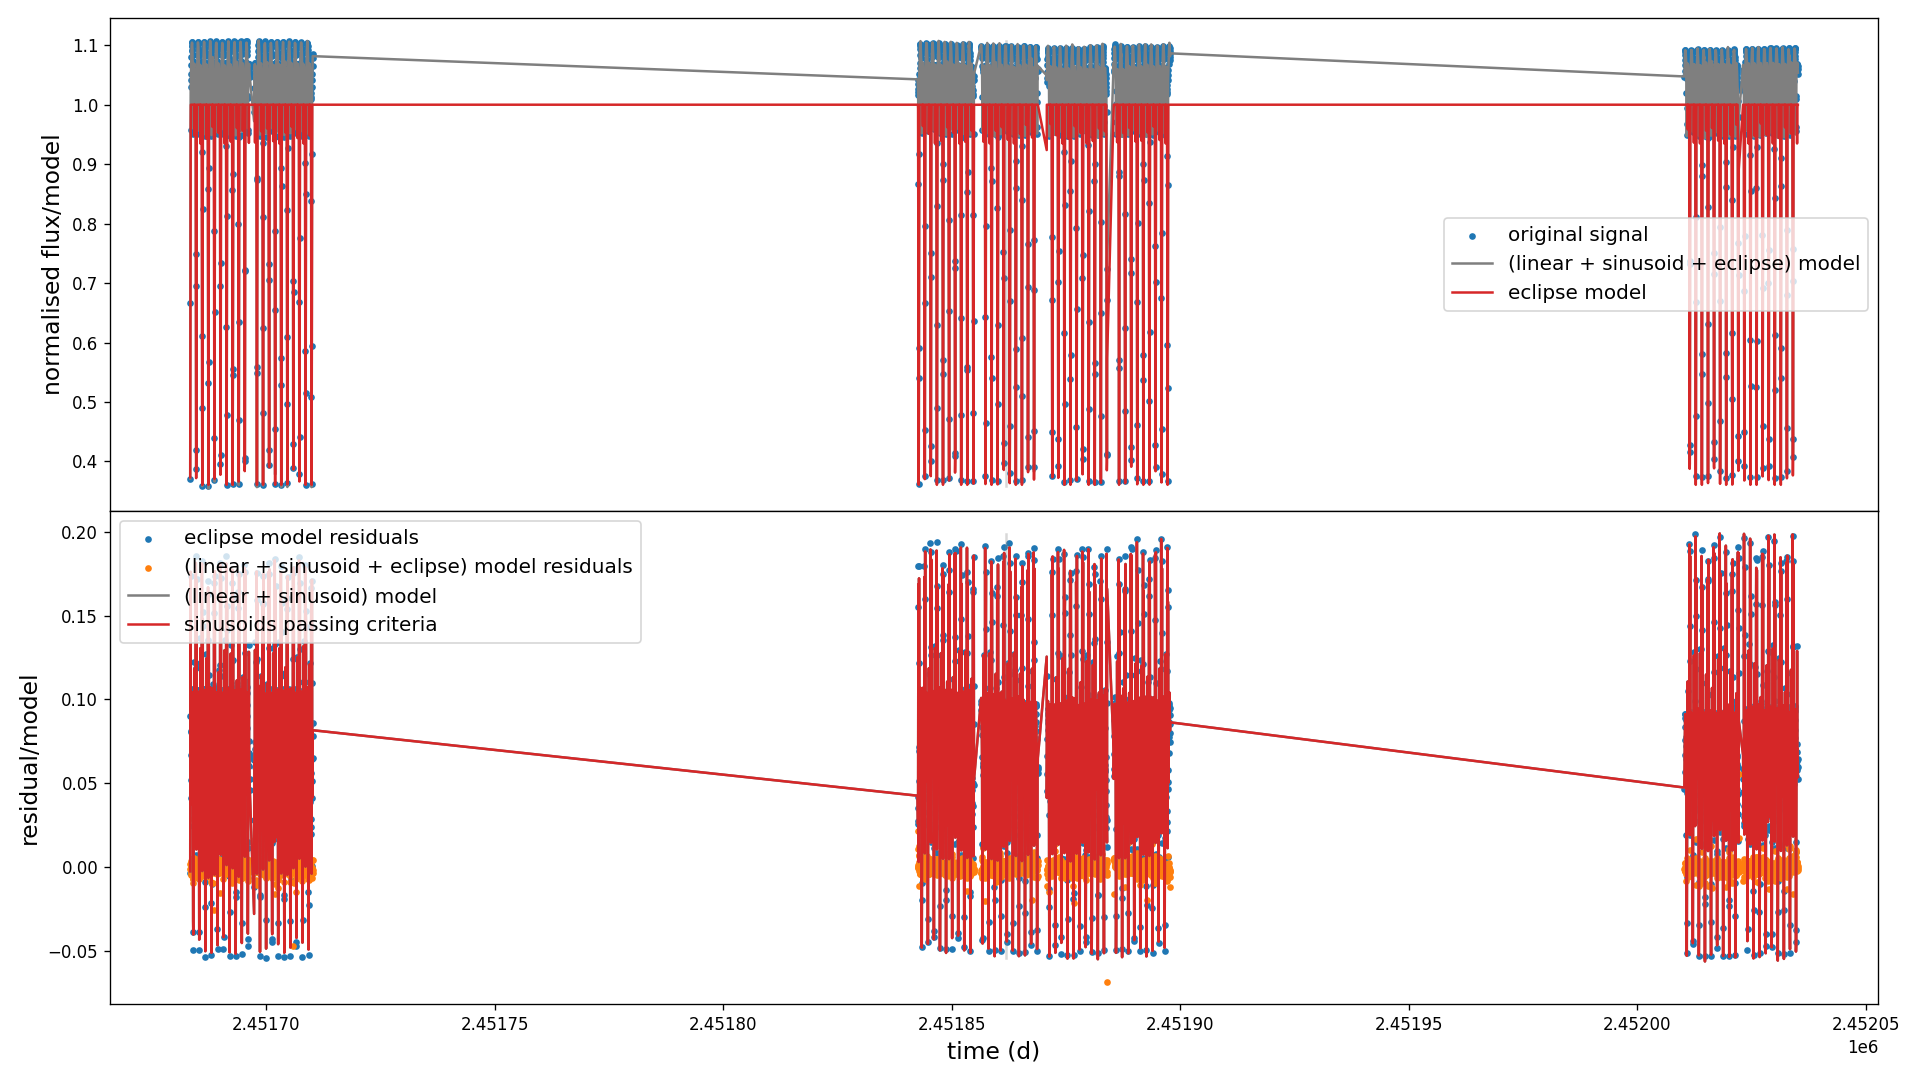 1.1
1.0
0.9
0.8
0.7
0.6
0.5
0.4
normalised flux/model
original signal
(linear + sinusoid + eclipse) model
eclipse model
0.20
0.15
0.10
0.05
0.00
−0.05
residual/model
eclipse model residuals
(linear + sinusoid + eclipse) model residuals
(linear + sinusoid) model
sinusoids passing criteria
2.45170
2.45175
2.45180
2.45185
2.45190
2.45195
2.45200
2.45205
time (d)
1e6